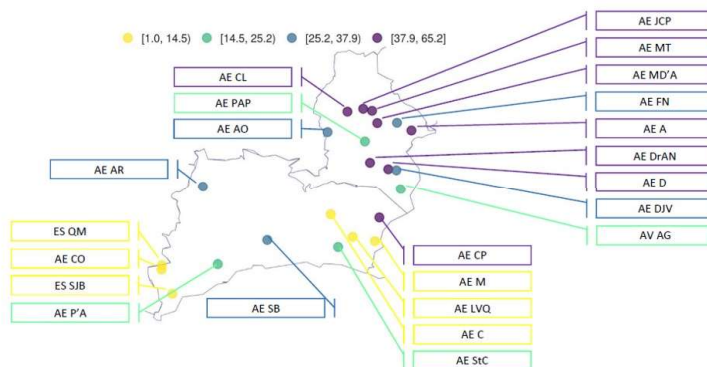 [1.0, 14.5)
[14.5, 25.2)
[25.2, 37.9)
[37.9, 65.2]
AE JCP
AE MT
AE MD'A
AE FN
AE A
AE DrAN
AE D
AE DJV
AV AG
AE CL
AE PAP
AE AO
AE AR
ES QM
AE CO
ES SJB
AE P'A
AE SB
AE CP
AE M
AE LVQ
AE C
AE StC